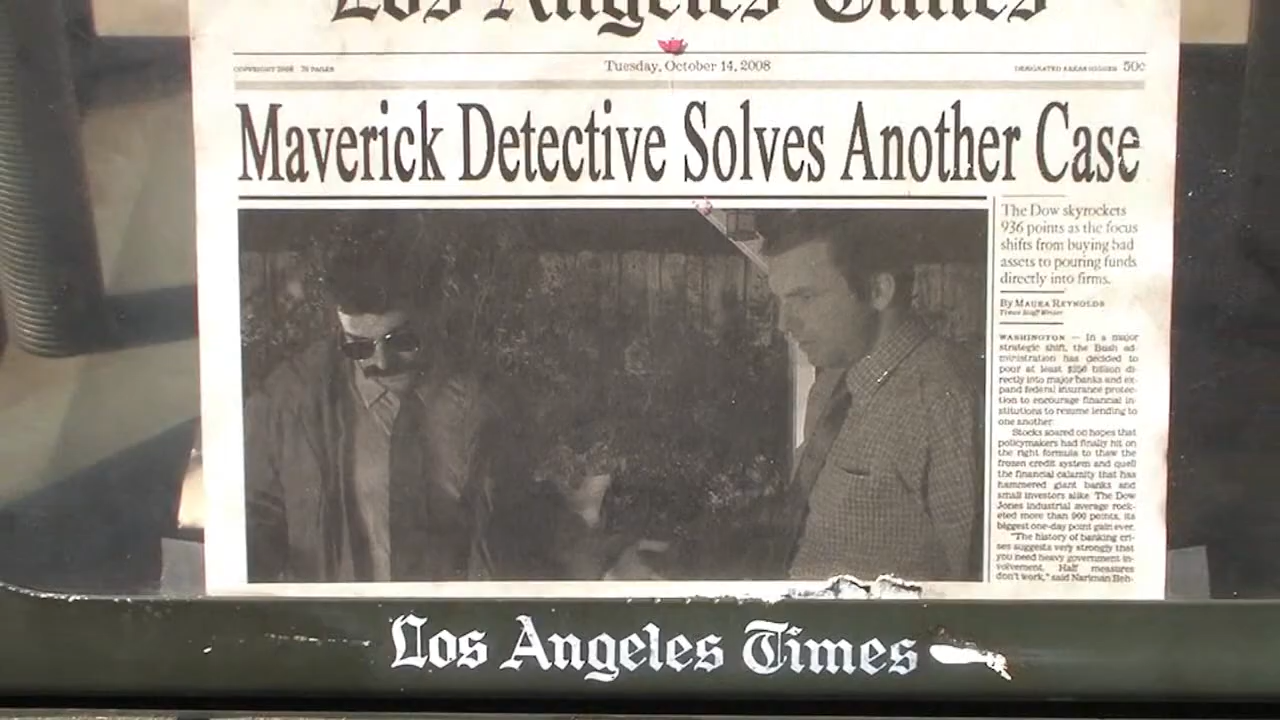 Los Angeles Times
COPYRIGHT 2008 76 PAGES
Tuesday, October 14, 2008
DESIGNATED AREAS HIGHER 50¢
Maverick Detective Solves Another Case
The Dow skyrockets
936 points as the focus
shifts from buying bad
assets to pouring funds
directly into firms.
By MAURA REYNOLDS
Times Staff Writer
WASHINGTON — In a major
strategic shift, the Bush ad-
ministration has decided to
poor at least $250 billion di-
rectly into major banks and ex-
pand federal insurance protec-
tion to encourage financial in-
stitutions to resume lending to
one another.
Stocks soared on hopes that
policymakers had finally hit on
the right formula to thaw the
frozen credit system and quell
the financial calamity that has
hammered giant banks and
small investors alike. The Dow
Jones industrial average rock-
eted more than 900 points, its
biggest one-day point gain ever.
"The history of banking cri-
ses suggests very strongly that
you need heavy government in-
volvement. Half measures
don't work," said Nariman Beh-
Los Angeles Times